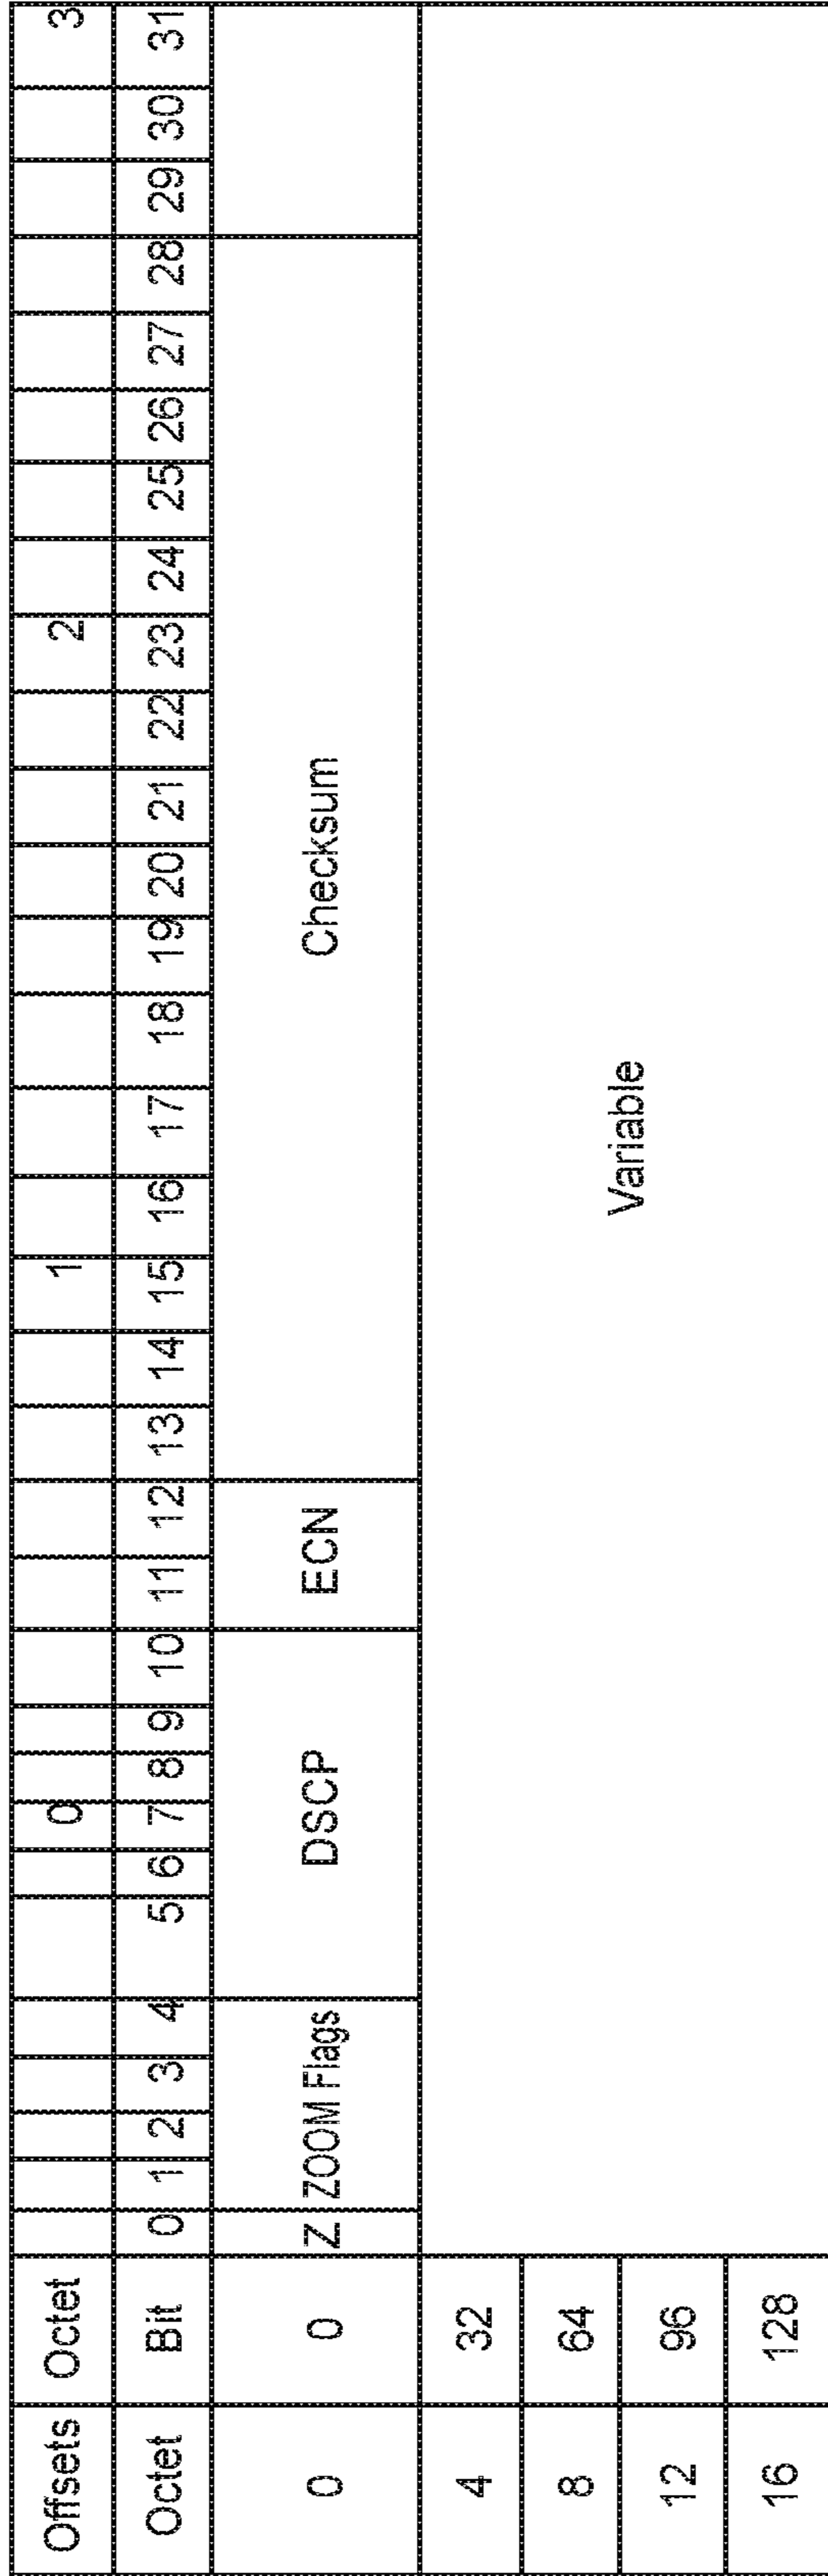 Offsets Octet 0 1 2 3
Octet Bit 0 1 2 3 4 5 6 7 8 9 10 11 12 13 14 15 16 17 18 19 20 21 22 23 24 25 26 27 28 29 30 31
0 0 Z ZOOM Flags DSCP ECN Checksum
4 32
8 64
Variable
12 96
16 128